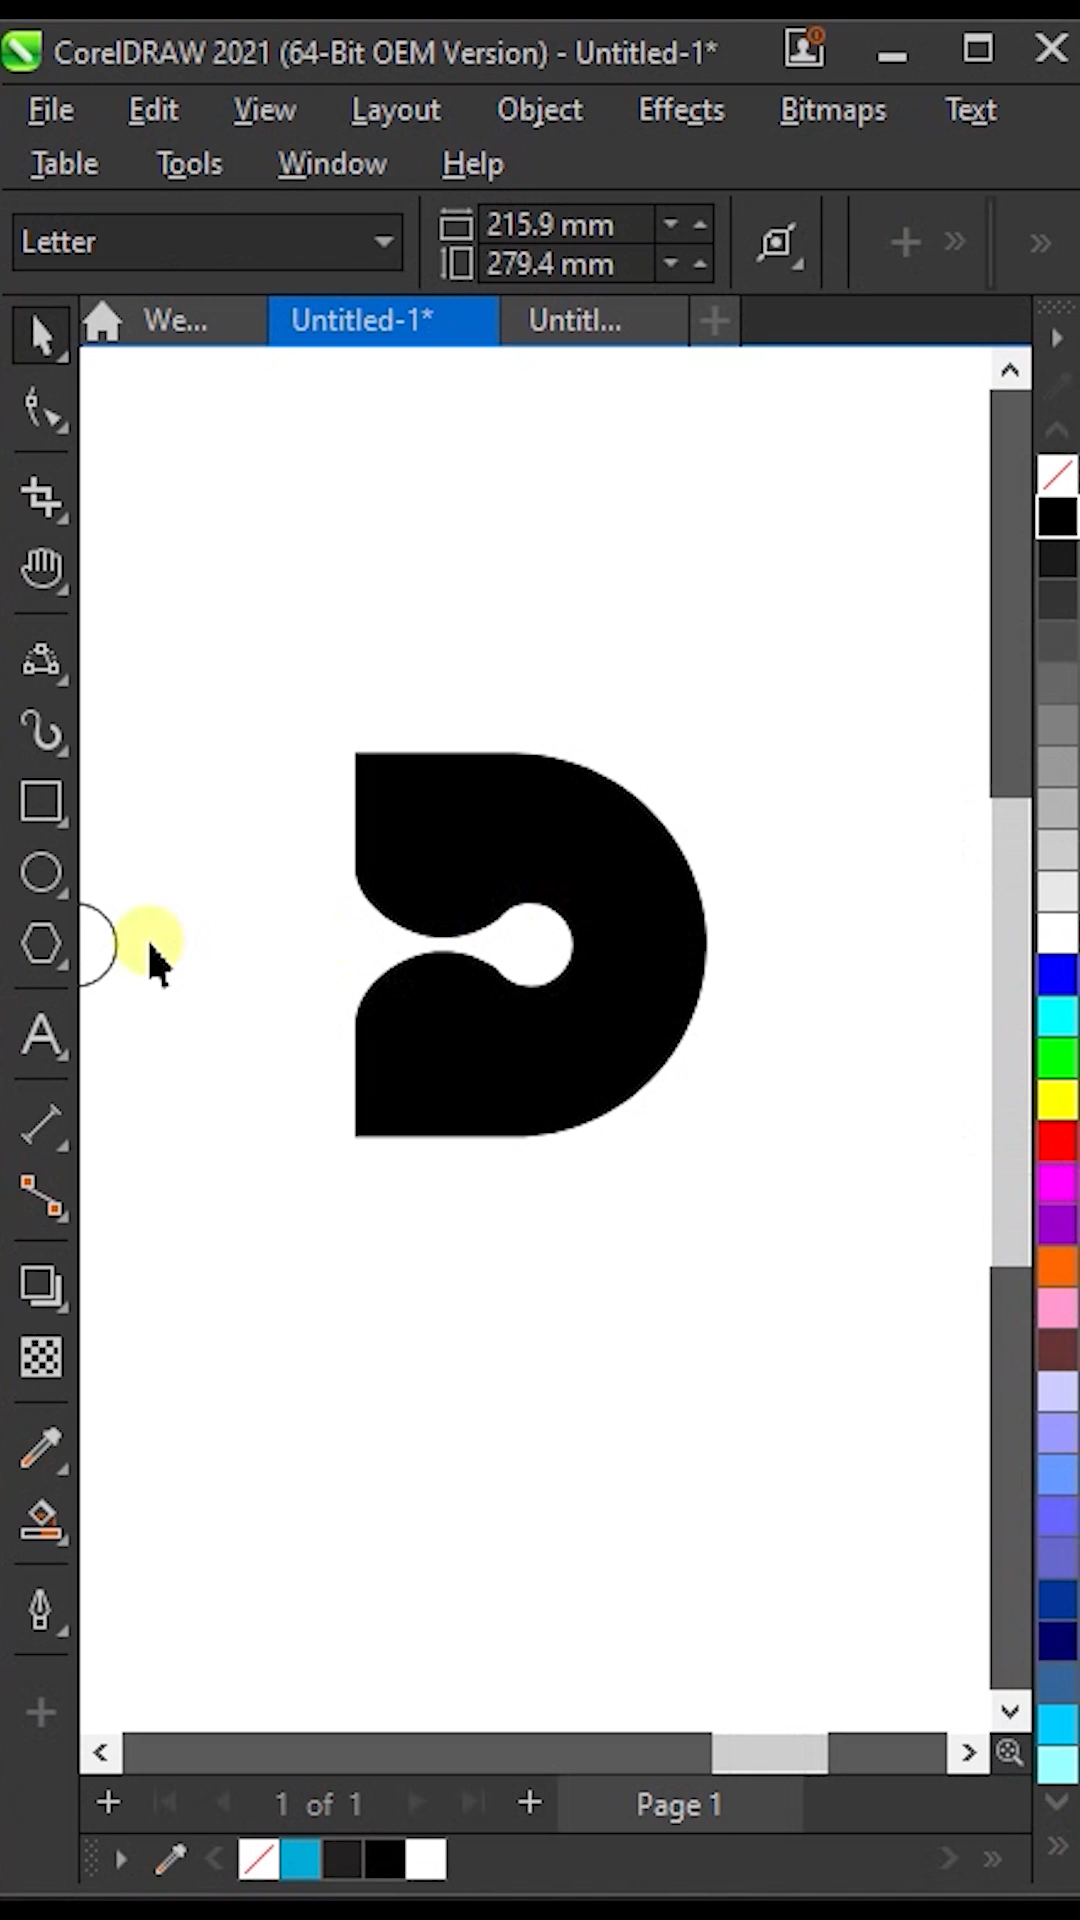 CorelDRAW 2021 (64-Bit OEM Version) - Untitled-1*
File Edit View Layout Object Effects Bitmaps Text
Table Tools Window Help
Letter
215.9 mm
279.4 mm
We... Untitled-1* Untitl...
1 of 1 Page 1